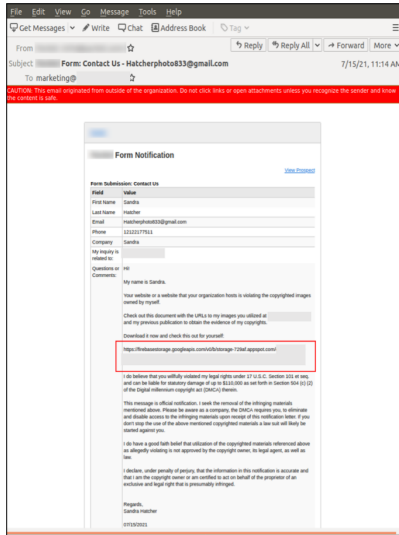 File Edit View Go Message Tools Help
Get Messages Write Chat Address Book Tag
From Reply Reply All Forward More
Subject Form: Contact Us - Hatcherphoto833@gmail.com 7/15/21, 11:14 AM
To marketing@
CAUTION: This email originated from outside of the organization. Do not click links or open attachments unless you recognize the sender and know
the content is safe.
Form Notification
View Prospect
Form Submission: Contact Us
Field Value
First Name Sandra
Last Name Hatcher
Email Hatcherphoto833@gmail.com
Phone 12122177511
Company Sandra
My inquiry is
related to:
Questions or Hi!
Comments:
My name is Sandra.
Your website or a website that your organization hosts is violating the copyrighted images
owned by myself.
Check out this document with the URLs to my images you utilized at
and my previous publication to obtain the evidence of my copyrights.
Download it now and check this out for yourself:
https://firebasestorage.googleapis.com/v0/b/storage-729af.appspot.com/
I do believe that you willfully violated my legal rights under 17 U.S.C. Section 101 et seq.
and can be liable for statutory damage of up to $110,000 as set forth in Section 504 (c) (2)
of the Digital millennium copyright act (DMCA) therein.
This message is official notification. I seek the removal of the infringing materials
mentioned above. Please be aware as a company, the DMCA requires you, to eliminate
and disable access to the infringing materials upon receipt of this notification letter. If you
don't stop the use of the above mentioned copyrighted materials a law suit will likely be
started against you.
I do have a good faith belief that utilization of the copyrighted materials referenced above
as allegedly violating is not approved by the copyright owner, its legal agent, as well as
law.
I declare, under penalty of perjury, that the information in this notification is accurate and
that I am the copyright owner or am certified to act on behalf of the proprietor of an
exclusive and legal right that is presumably infringed.
Regards,
Sandra Hatcher
07/15/2021